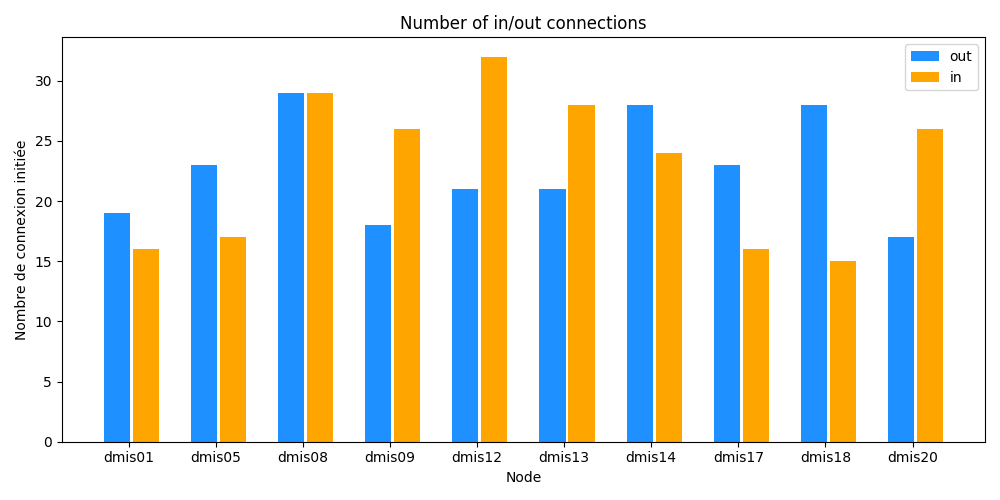 Number of in/out connections
out
in
Nombre de connexion initiée
30
25
20
15
10
5
0
dmis01 dmis05 dmis08 dmis09 dmis12 dmis13 dmis14 dmis17 dmis18 dmis20
Node